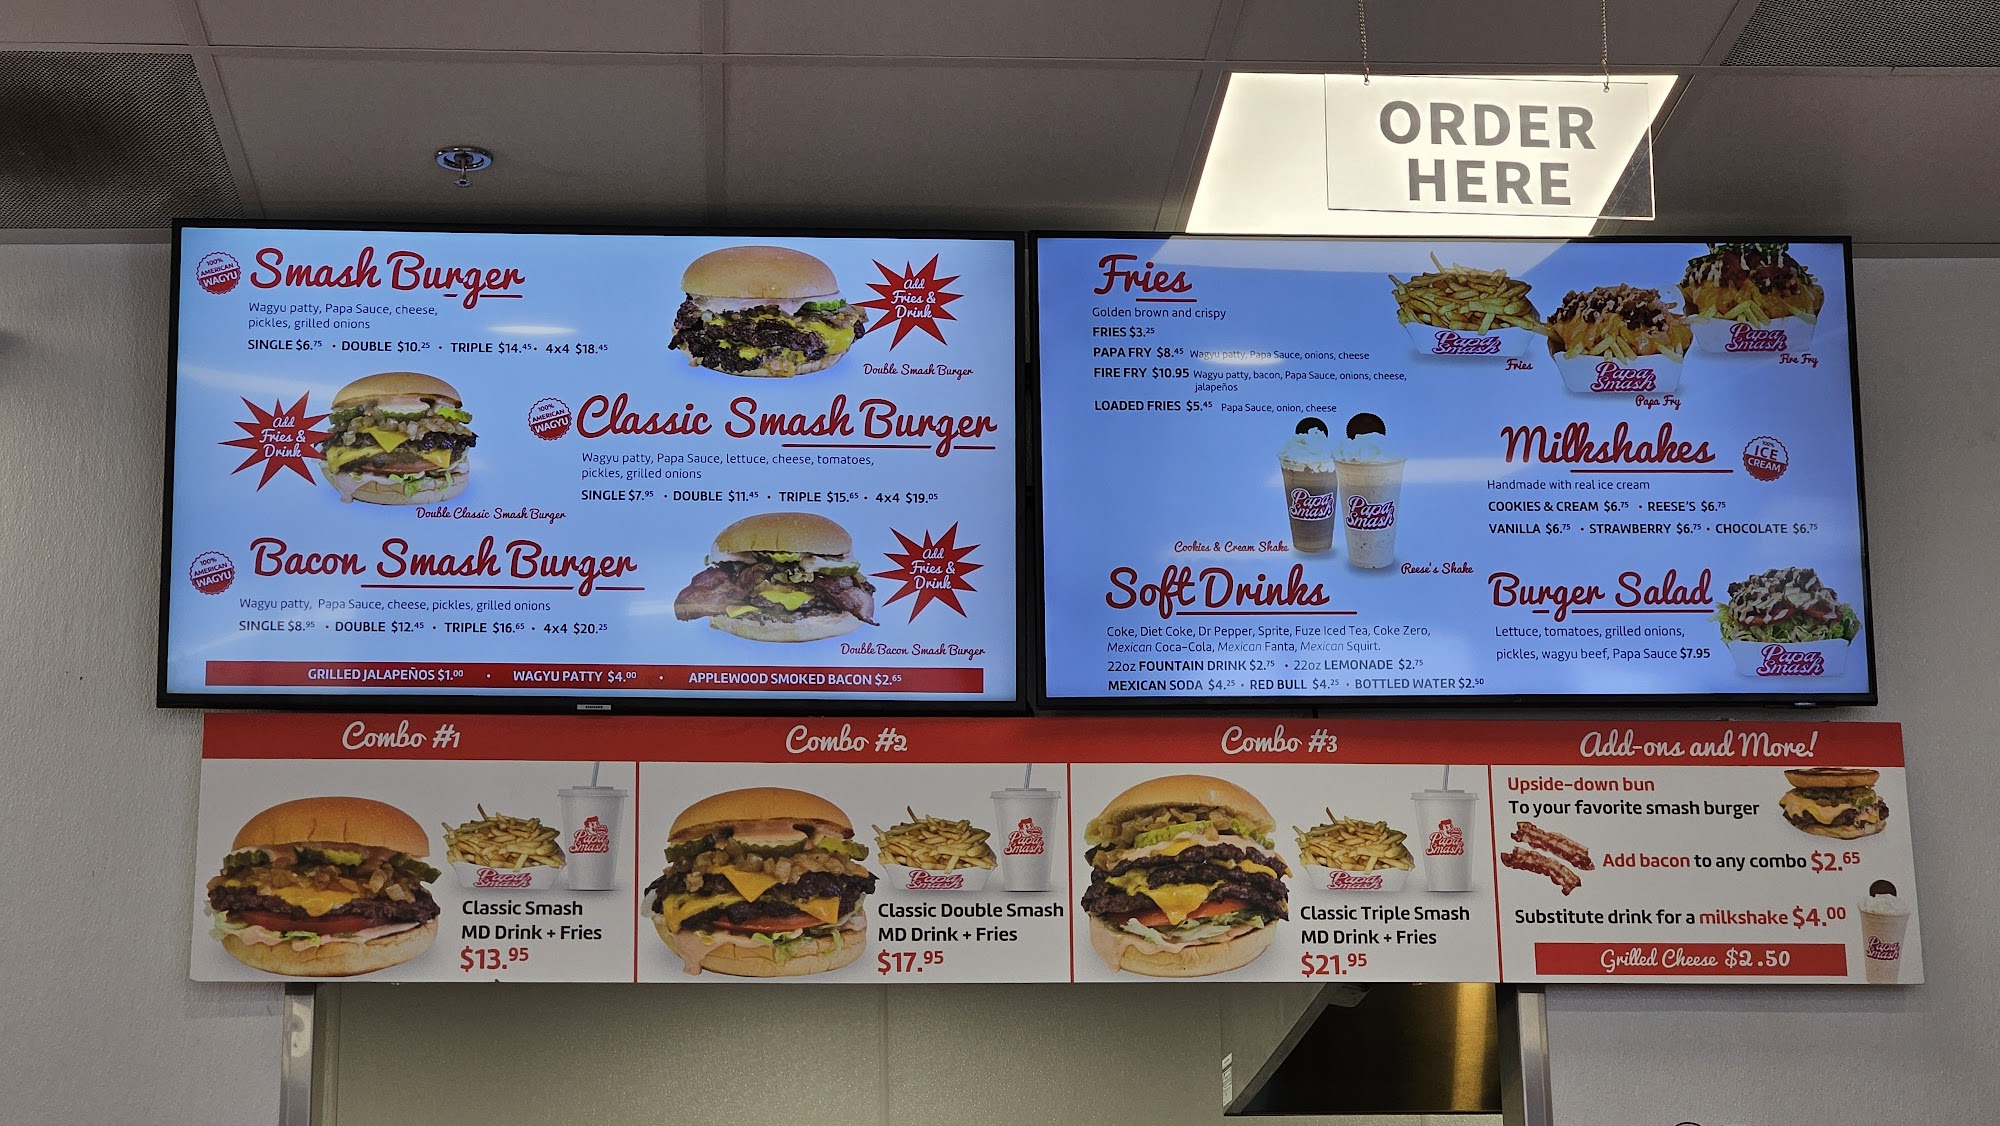 ORDER
HERE
100%
AMERICAN
WAGYU
Smash Burger
Wagyu patty, Papa Sauce, cheese,
pickles, grilled onions
SINGLE $6.75 • DOUBLE $10.25 • TRIPLE $14.45 • 4x4 $18.45
Add
Fries &
Drink
Double Smash Burger
Add
Fries &
Drink
Double Classic Smash Burger
100%
AMERICAN
WAGYU
Classic Smash Burger
Wagyu patty, Papa Sauce, lettuce, cheese, tomatoes,
pickles, grilled onions
SINGLE $7.95 • DOUBLE $11.45 • TRIPLE $15.65 • 4x4 $19.05
100%
AMERICAN
WAGYU
Bacon Smash Burger
Wagyu patty, Papa Sauce, cheese, pickles, grilled onions
SINGLE $8.95 • DOUBLE $12.45 • TRIPLE $16.65 • 4x4 $20.25
Add
Fries &
Drink
Double Bacon Smash Burger
GRILLED JALAPEÑOS $1.00 • WAGYU PATTY $4.00 • APPLEWOOD SMOKED BACON $2.65
Fries
Golden brown and crispy
FRIES $3.25
PAPA FRY $8.45 Wagyu patty, Papa Sauce, onions, cheese
FIRE FRY $10.95 Wagyu patty, bacon, Papa Sauce, onions, cheese,
jalapeños
LOADED FRIES $5.45 Papa Sauce, onion, cheese
Papa
Smash
Fries
Papa
Smash
Papa Fry
Papa
Smash
Fire Fry
Papa
Smash
Papa
Smash
Cookies & Cream Shake
Reese's Shake
Milkshakes
100%
ICE
CREAM
Handmade with real ice cream
COOKIES & CREAM $6.75 • REESE'S $6.75
VANILLA $6.75 • STRAWBERRY $6.75 • CHOCOLATE $6.75
Soft Drinks
Coke, Diet Coke, Dr Pepper, Sprite, Fuze Iced Tea, Coke Zero,
Mexican Coca-Cola, Mexican Fanta, Mexican Squirt.
22oz FOUNTAIN DRINK $2.75 • 22oz LEMONADE $2.75
MEXICAN SODA $4.25 • RED BULL $4.25 • BOTTLED WATER $2.50
Burger Salad
Lettuce, tomatoes, grilled onions,
pickles, wagyu beef, Papa Sauce $7.95
Papa
Smash
Combo #1
Papa
Smash
Papa
Smash
Classic Smash
MD Drink + Fries
$13.95
Combo #2
Papa
Smash
Papa
Smash
Classic Double Smash
MD Drink + Fries
$17.95
Combo #3
Papa
Smash
Papa
Smash
Classic Triple Smash
MD Drink + Fries
$21.95
Add-ons and More!
Upside-down bun
To your favorite smash burger
Add bacon to any combo $2.65
Substitute drink for a milkshake $4.00
Grilled Cheese $2.50
Papa
Smash